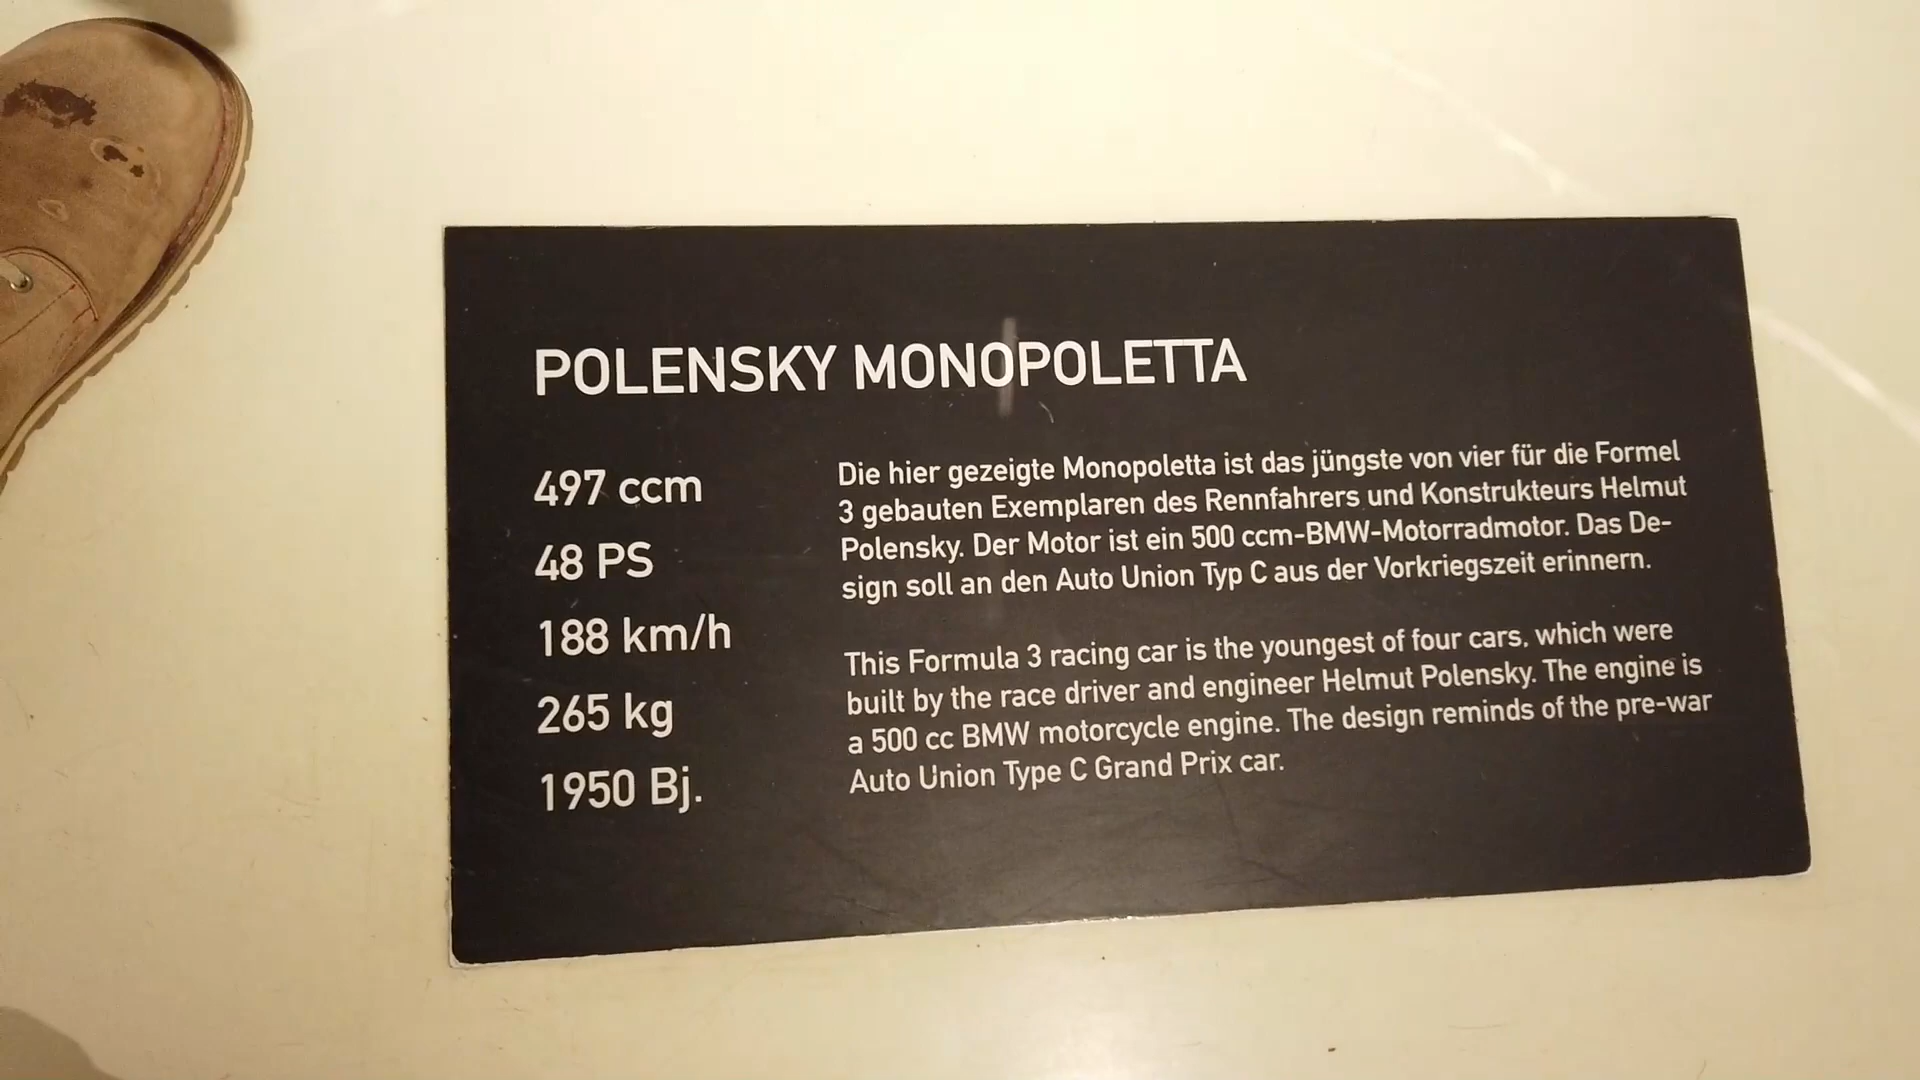 POLENSKY MONOPOLETTA
497 ccm
48 PS
188 km/h
265 kg
1950 Bj.
Die hier gezeigte Monopoletta ist das jüngste von vier für die Formel
3 gebauten Exemplaren des Rennfahrers und Konstrukteurs Helmut
Polensky. Der Motor ist ein 500 ccm-BMW-Motorradmotor. Das De-
sign soll an den Auto Union Typ C aus der Vorkriegszeit erinnern.
This Formula 3 racing car is the youngest of four cars, which were
built by the race driver and engineer Helmut Polensky. The engine is
a 500 cc BMW motorcycle engine. The design reminds of the pre-war
Auto Union Type C Grand Prix car.